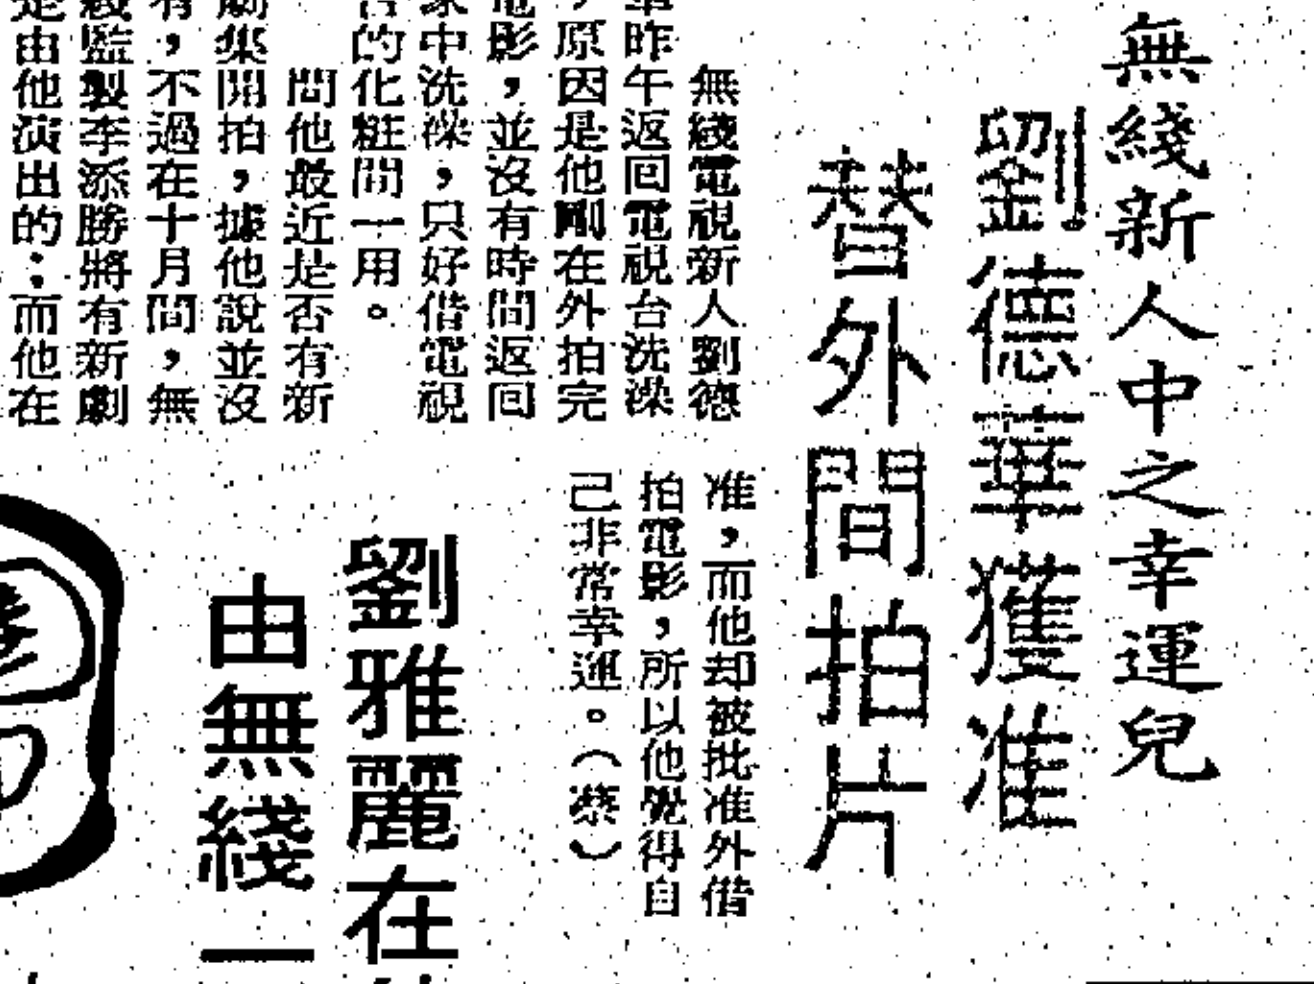 無綫新人中之幸運兒
劉德華獲准
替外間拍片
無綫電視新人劉德
華昨午返回電視台洗澡
，原因是他剛在外拍完
電影，並沒有時間返回
家中洗澡，只好借電視
台的化粧間一用。
問他最近是否有新
劇集開拍，據他說並沒
有，不過在十月間，無
綫監製李添勝將有新劇
是由他演出的；而他在
准，而他却被批准外借
拍電影，所以他覺得自
己非常幸運。（蔡）
劉雅麗在
由無綫一